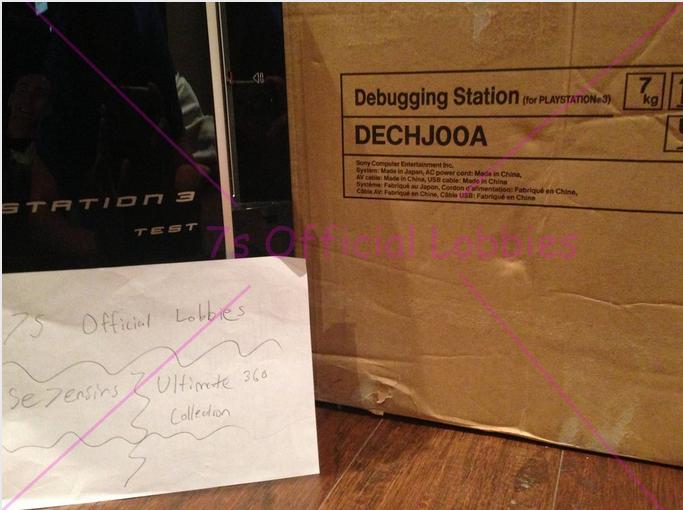 STATION 3
TEST
Debugging Station (for PLAYSTATION®3)
7
kg
DECHJ00A
Sony Computer Entertainment Inc.
System: Made in Japan, AC power cord: Made in China,
AV cable: Made in China, USB cable: Made in China
Système: Fabriqué au Japon, Cordon d'alimentation: Fabriqué en Chine,
Câble AV: Fabriqué en Chine, Câble USB: Fabriqué en Chine
7s Official Lobbies
7s Official Lobbies
Se7ensins
Ultimate 360
Collection